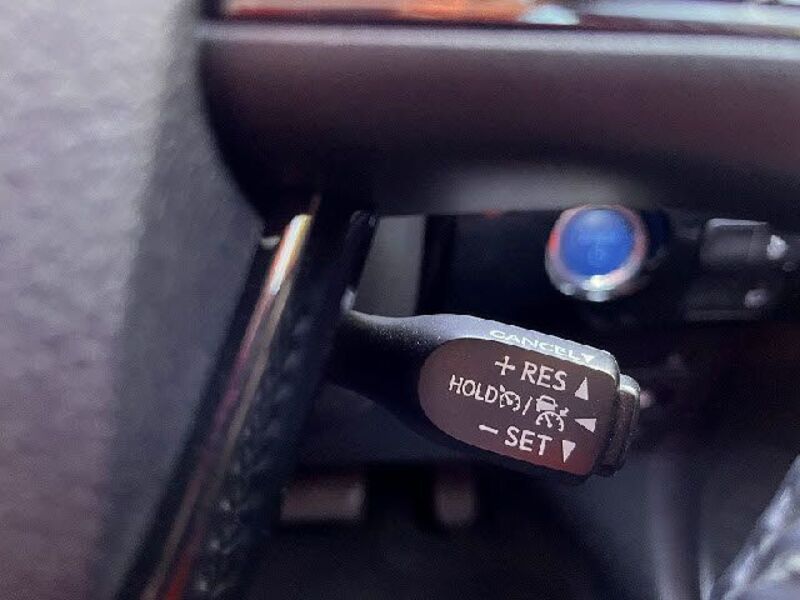 CANCEL
+ RES
HOLD /
− SET